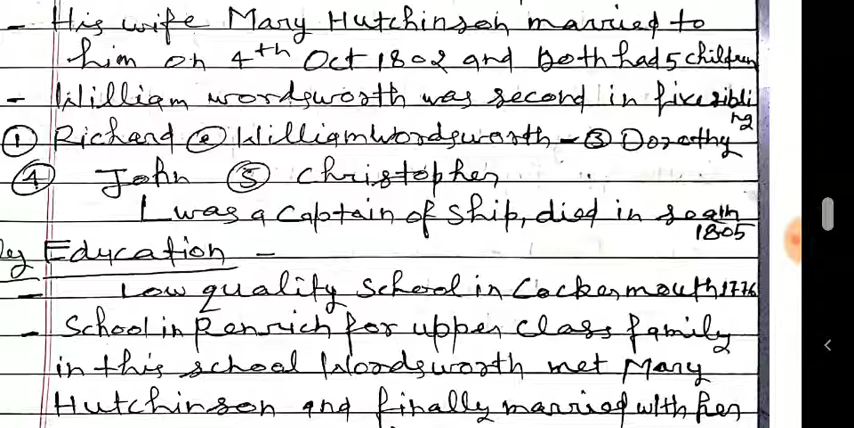 - His wife Mary Hutchinson married to
him on 4th Oct 1802 and both had 5 children
- William wordsworth was second in five sibling
① Richard ② William Wordsworth - ③ Dorothy
④ John ⑤ Christopher
was a Captain of Ship, died in 1805
Education -
- Low quality School in Cockermouth 1776
- School in Penrich for upper class family
in this school Wordsworth met Mary
Hutchinson and finally married with her